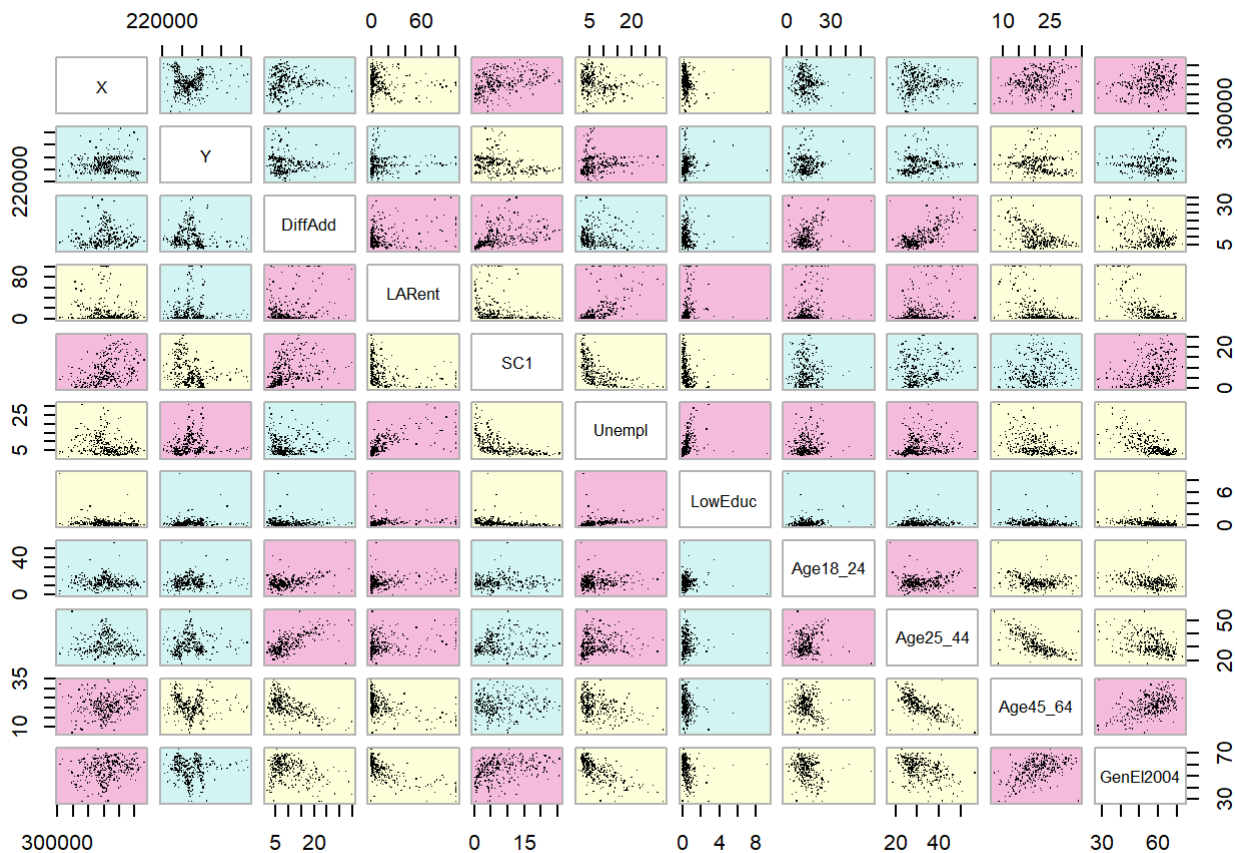 220000 0 60 5 20 0 30 10 25
X
300000
Y
220000
DiffAdd
5 30
0 80
LARent
SC1
0 20
5 25
Unempl
LowEduc
0 6
0 40
Age18_24
Age25_44
20 50
10 35
Age45_64
GenEl2004
30 70
300000 5 20 0 15 0 4 8 20 40 30 60